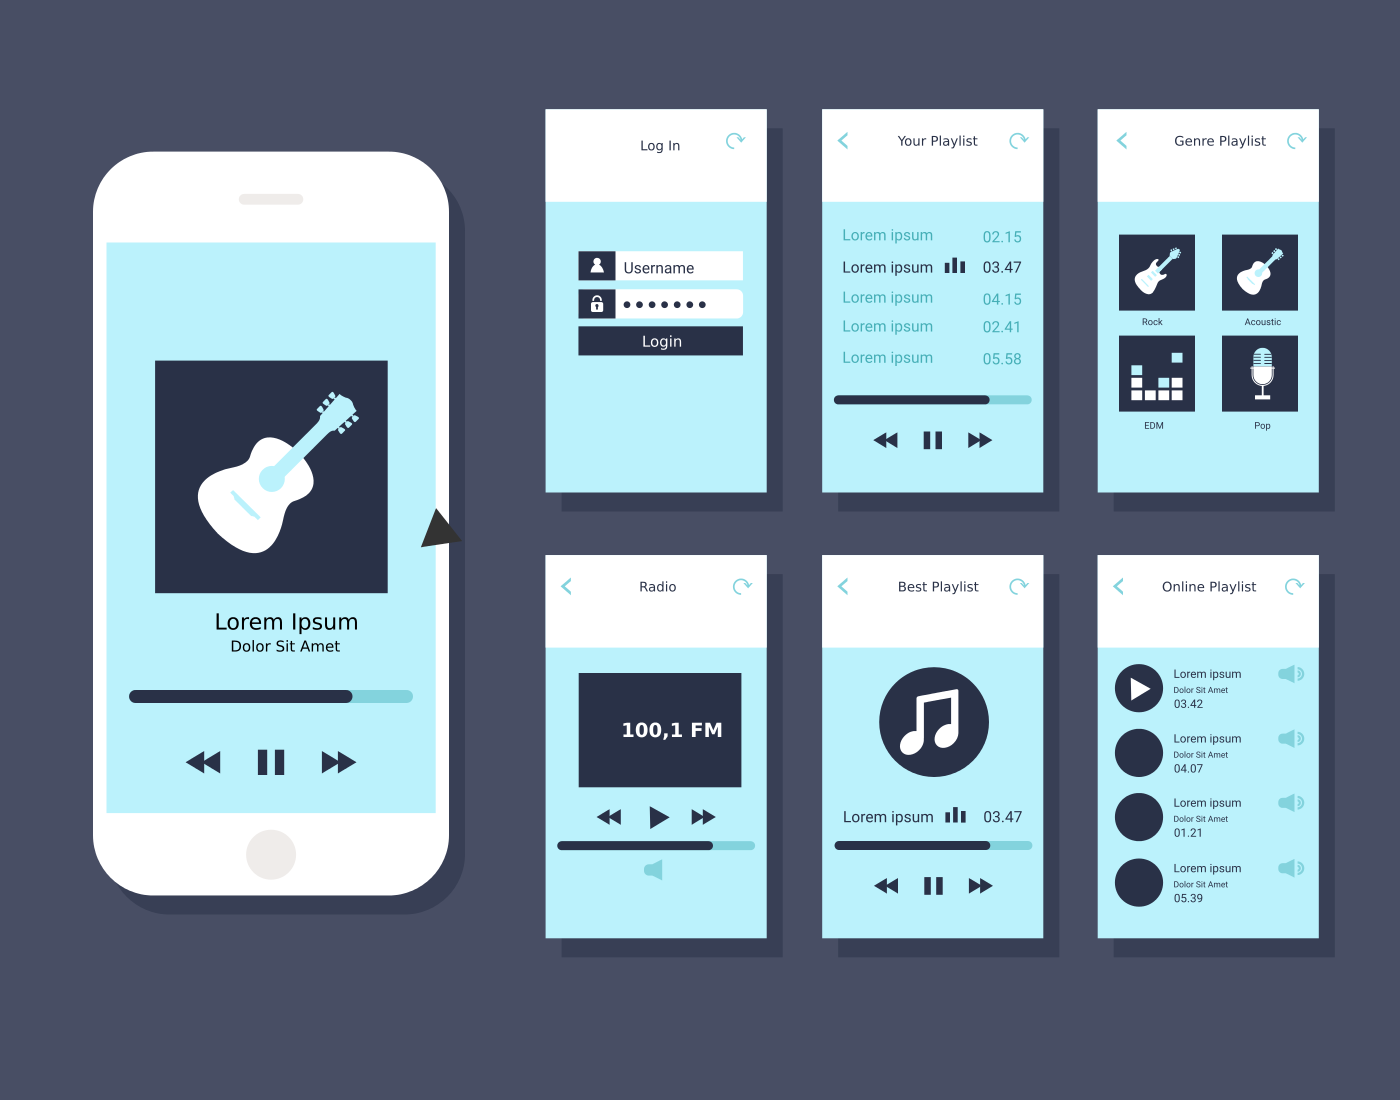 Lorem Ipsum
Dolor Sit Amet
Log In
Username
Login
Your Playlist
Lorem ipsum 02.15
Lorem ipsum 03.47
Lorem ipsum 04.15
Lorem ipsum 02.41
Lorem ipsum 05.58
Genre Playlist
Rock Acoustic
EDM Pop
Radio
100,1 FM
Best Playlist
Lorem ipsum 03.47
Online Playlist
Lorem ipsum
Dolor Sit Amet
03.42
Lorem ipsum
Dolor Sit Amet
04.07
Lorem ipsum
Dolor Sit Amet
01.21
Lorem ipsum
Dolor Sit Amet
05.39